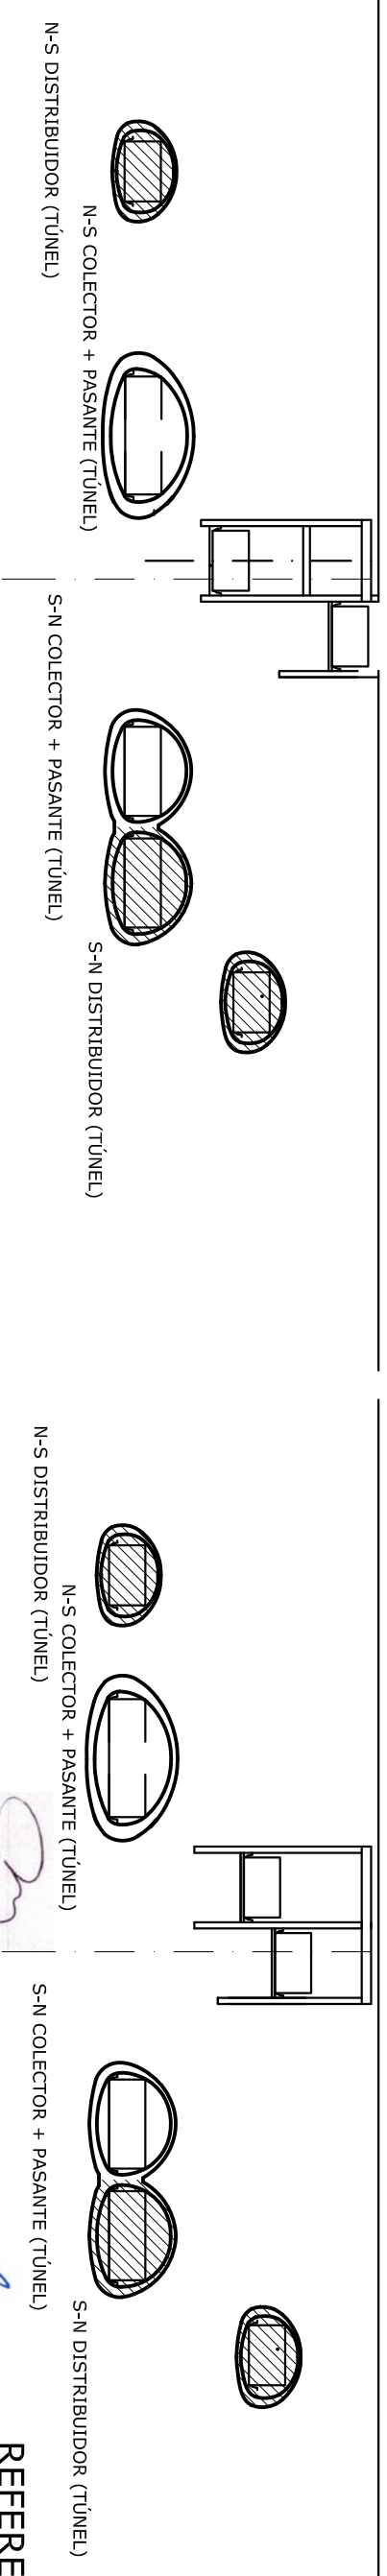 N-S DISTRIBUIDOR (TÚNEL)
N-S COLECTOR + PASANTE (TÚNEL)
S-N COLECTOR + PASANTE (TÚNEL)
S-N DISTRIBUIDOR (TÚNEL)
N-S DISTRIBUIDOR (TÚNEL)
N-S COLECTOR + PASANTE (TÚNEL)
S-N COLECTOR + PASANTE (TÚNEL)
S-N DISTRIBUIDOR (TÚNEL)
REFERE